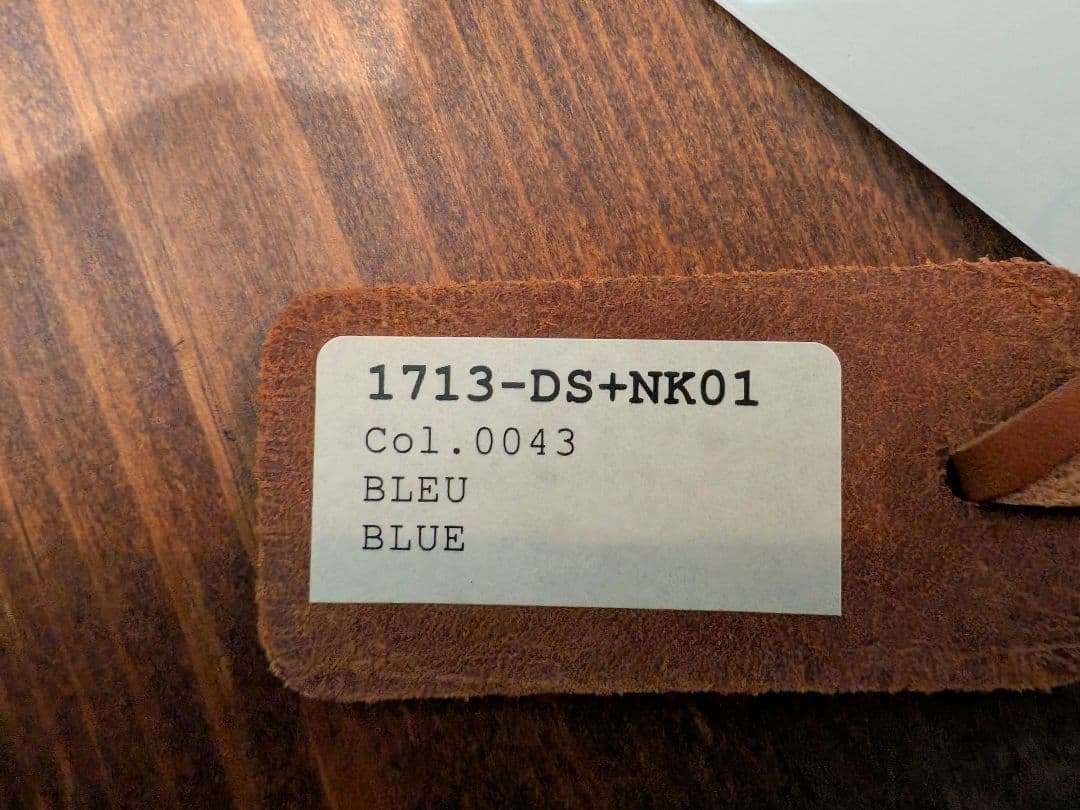 1713-DS+NK01
Col.0043
BLEU
BLUE